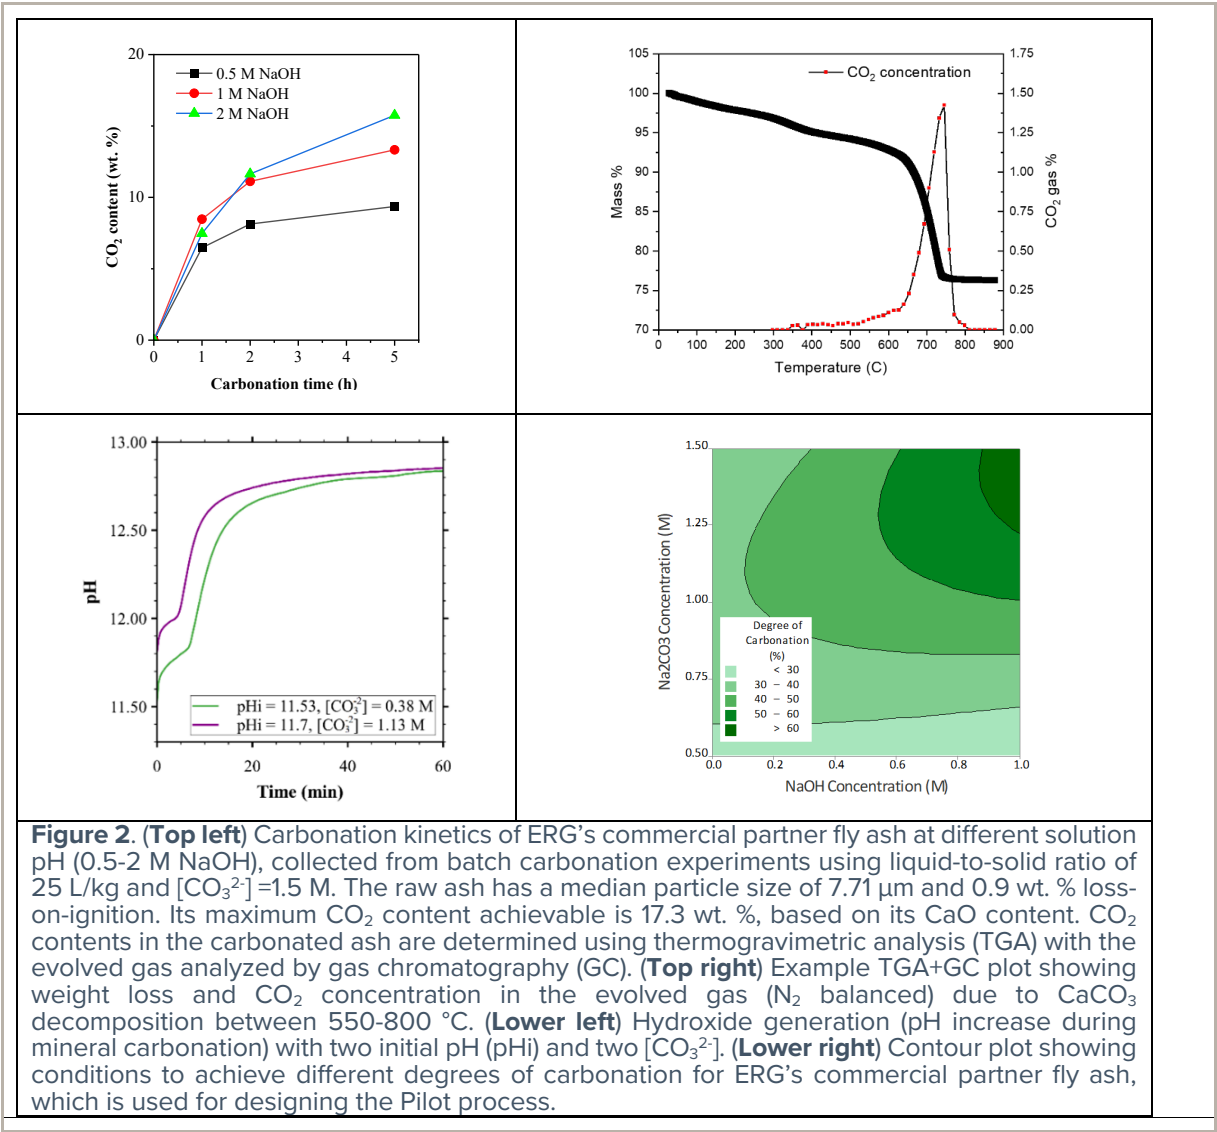 20
10
0
0
1
2
3
4
5
CO2 content (wt. %)
Carbonation time (h)
0.5 M NaOH
1 M NaOH
2 M NaOH
105
100
95
90
85
80
75
70
Mass %
0 100 200 300 400 500 600 700 800 900
Temperature (C)
1.75
1.50
1.25
1.00
0.75
0.50
0.25
0.00
CO2 gas %
CO2 concentration
13.00
12.50
12.00
11.50
pH
0 20 40 60
Time (min)
pHi = 11.53, [CO3-2] = 0.38 M
pHi = 11.7, [CO3-2] = 1.13 M
1.50
1.25
1.00
0.75
0.50
Na2CO3 Concentration (M)
0.0 0.2 0.4 0.6 0.8 1.0
NaOH Concentration (M)
Degree of
Carbonation
(%)
< 30
30 – 40
40 – 50
50 – 60
> 60
Figure 2. (Top left) Carbonation kinetics of ERG’s commercial partner fly ash at different solution
pH (0.5-2 M NaOH), collected from batch carbonation experiments using liquid-to-solid ratio of
25 L/kg and [CO₃²⁻] =1.5 M. The raw ash has a median particle size of 7.71 µm and 0.9 wt. % loss-
on-ignition. Its maximum CO₂ content achievable is 17.3 wt. %, based on its CaO content. CO₂
contents in the carbonated ash are determined using thermogravimetric analysis (TGA) with the
evolved gas analyzed by gas chromatography (GC). (Top right) Example TGA+GC plot showing
weight loss and CO₂ concentration in the evolved gas (N₂ balanced) due to CaCO₃
decomposition between 550-800 °C. (Lower left) Hydroxide generation (pH increase during
mineral carbonation) with two initial pH (pHi) and two [CO₃²⁻]. (Lower right) Contour plot showing
conditions to achieve different degrees of carbonation for ERG’s commercial partner fly ash,
which is used for designing the Pilot process.